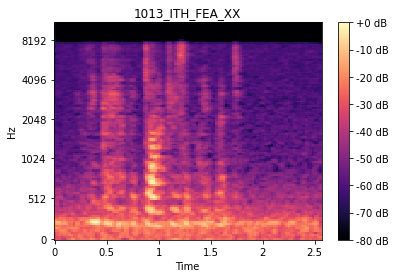 1013_ITH_FEA_XX
+0 dB
8192
-10 dB
4096
-20 dB
-30 dB
2048
Hz
-40 dB
1024
-50 dB
512
-60 dB
-70 dB
0
-80 dB
0 0.5 1 1.5 2 2.5
Time